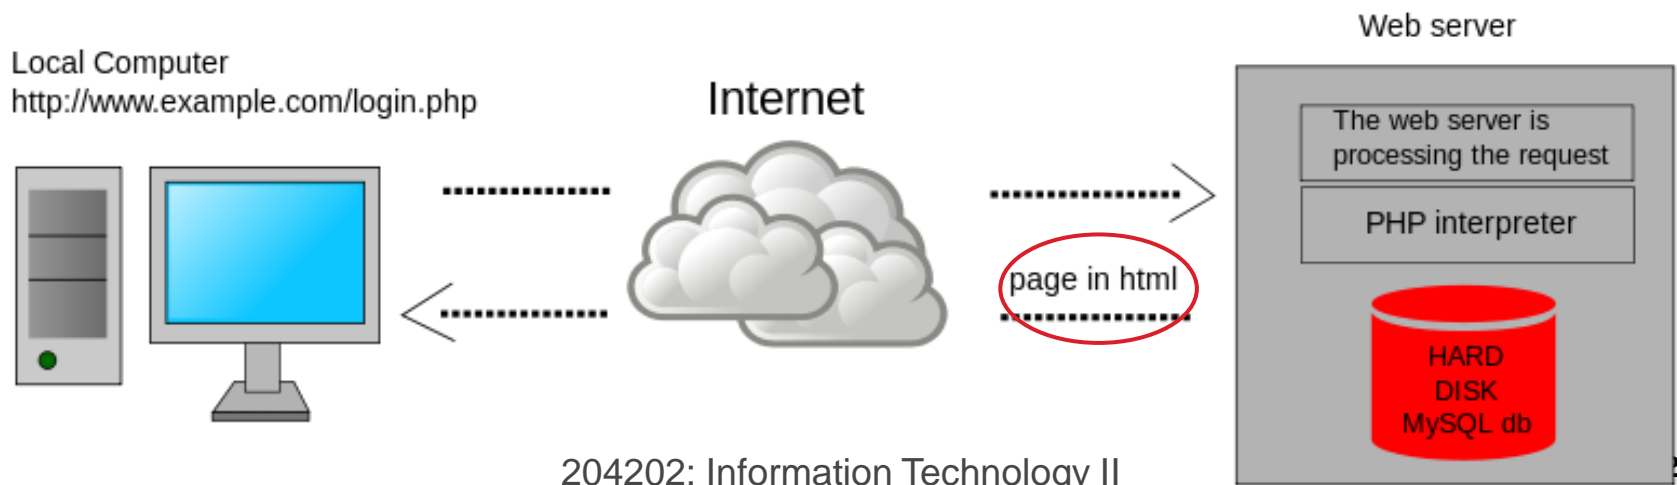 Web server
Local Computer
http://www.example.com/login.php
Internet
The web server is
processing the request
PHP interpreter
page in html
HARD
DISK
MySQL db
204202: Information Technology II